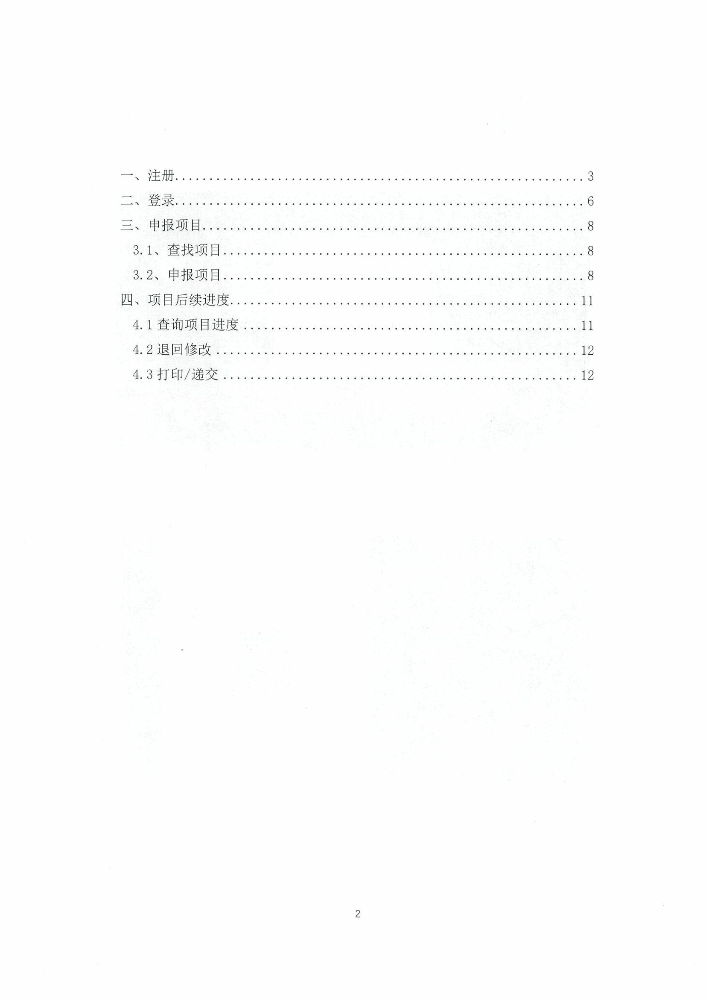 一、注册............................................................3
二、登录............................................................6
三、申报项目........................................................8
3.1、查找项目.....................................................8
3.2、申报项目.....................................................8
四、项目后续进度...................................................11
4.1查询项目进度 .................................................11
4.2退回修改 .....................................................12
4.3打印/递交 ....................................................12
2